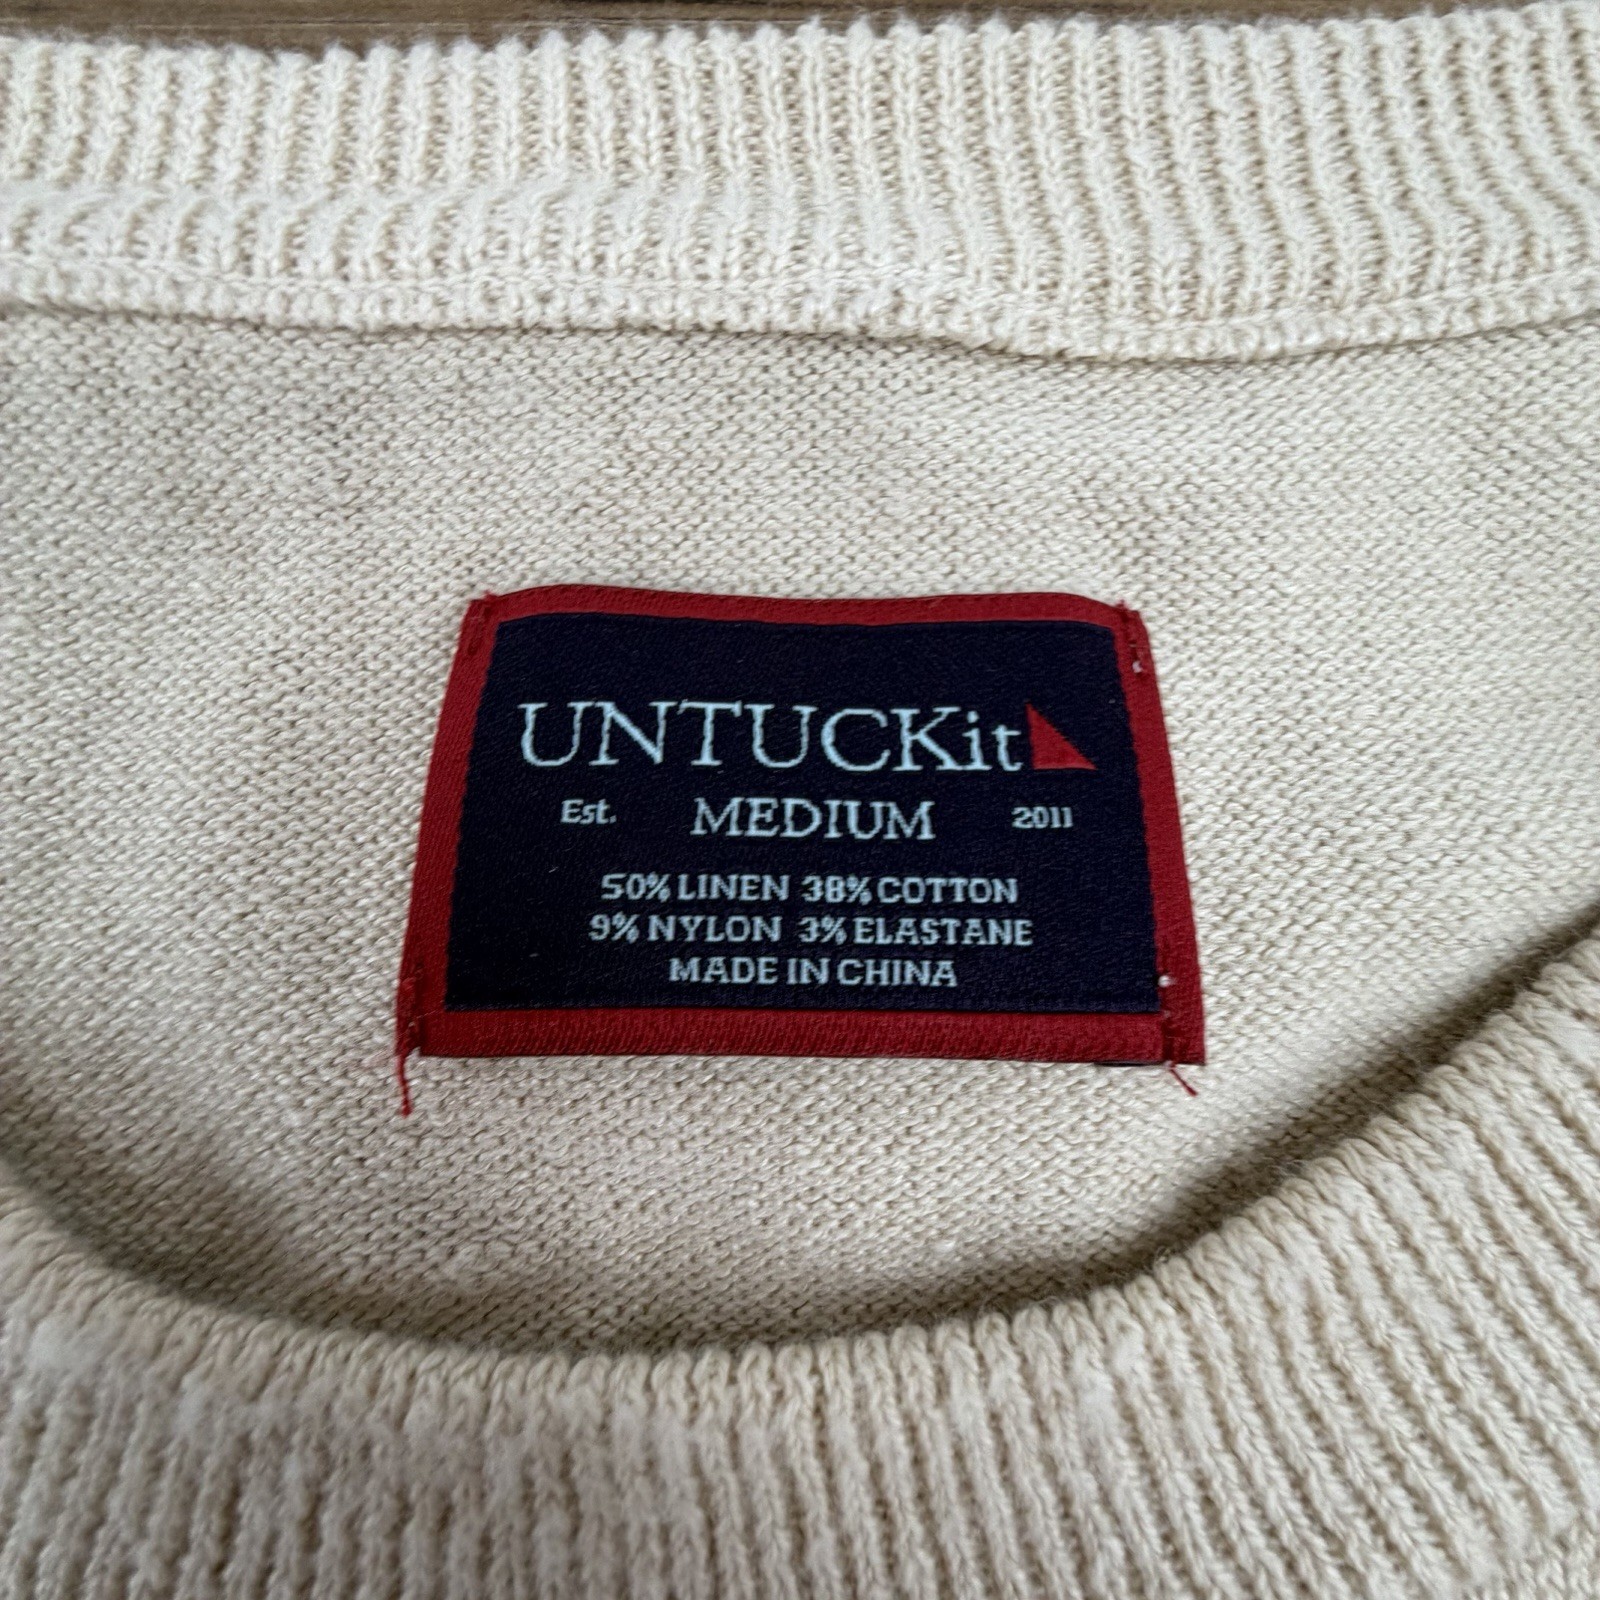 UNTUCKit
Est. MEDIUM 2011
50% LINEN 38% COTTON
9% NYLON 3% ELASTANE
MADE IN CHINA